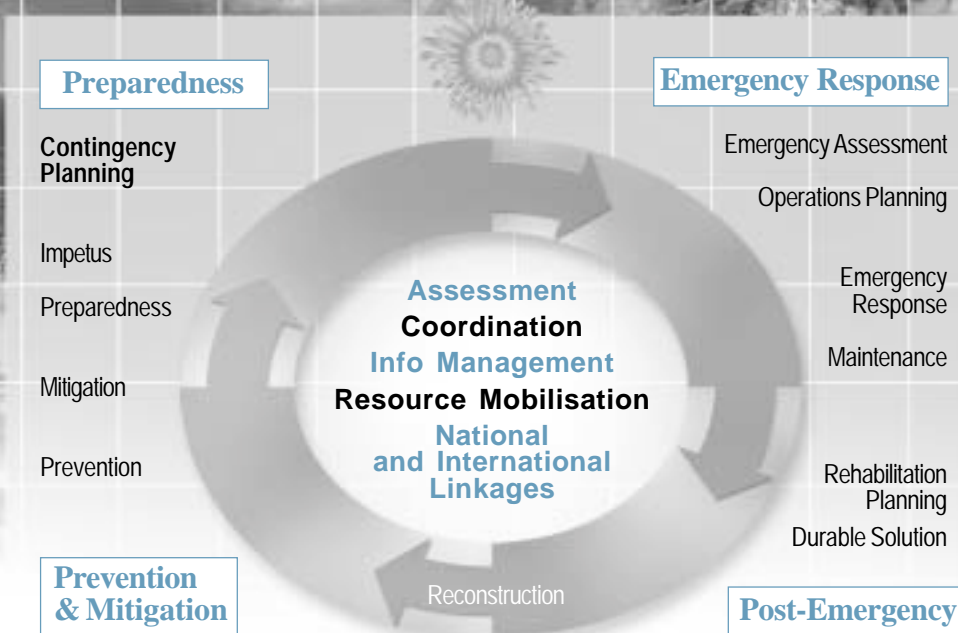 Preparedness
Emergency Response
Contingency
Planning
Impetus
Preparedness
Mitigation
Prevention
Emergency Assessment
Operations Planning
Emergency
Response
Maintenance
Rehabilitation
Planning
Durable Solution
Assessment
Coordination
Info Management
Resource Mobilisation
National
and International
Linkages
Reconstruction
Prevention
& Mitigation
Post-Emergency